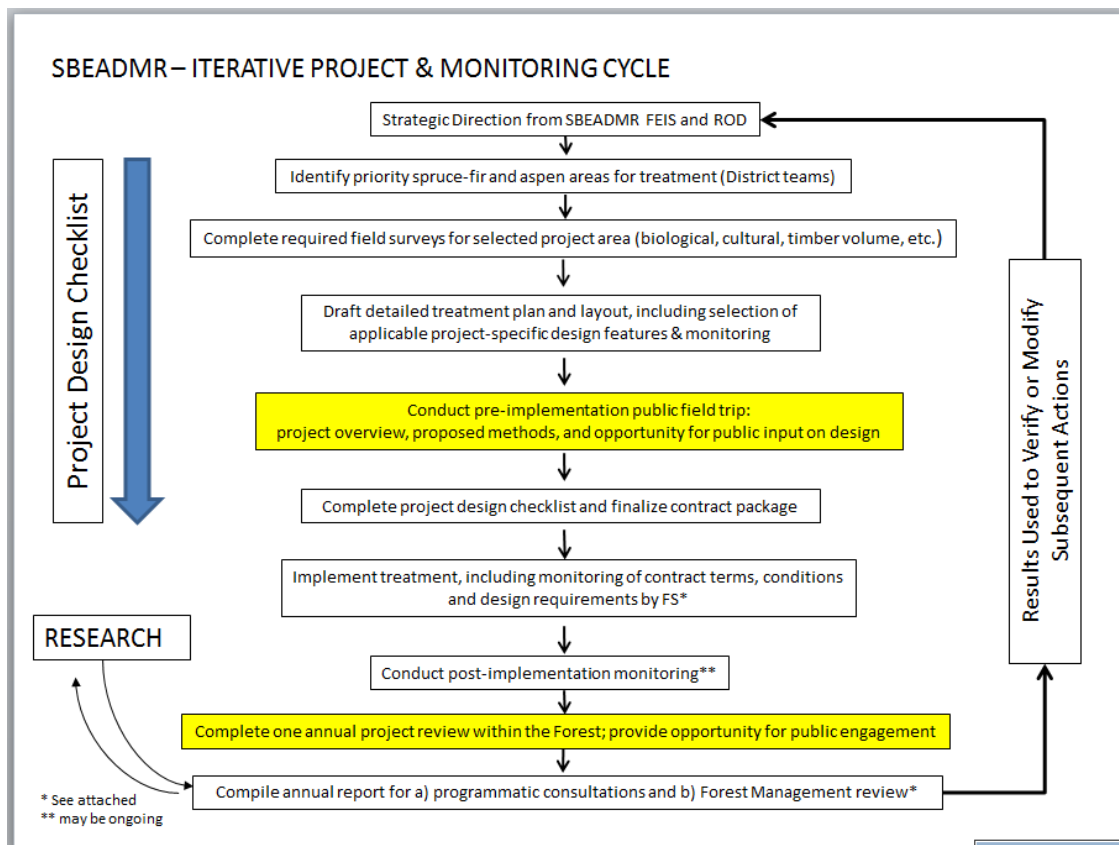 SBEADMR – ITERATIVE PROJECT & MONITORING CYCLE
Strategic Direction from SBEADMR FEIS and ROD
Identify priority spruce-fir and aspen areas for treatment (District teams)
Complete required field surveys for selected project area (biological, cultural, timber volume, etc.)
Draft detailed treatment plan and layout, including selection of
applicable project-specific design features & monitoring
Conduct pre-implementation public field trip:
project overview, proposed methods, and opportunity for public input on design
Complete project design checklist and finalize contract package
Implement treatment, including monitoring of contract terms, conditions
and design requirements by FS*
Conduct post-implementation monitoring**
Complete one annual project review within the Forest; provide opportunity for public engagement
Compile annual report for a) programmatic consultations and b) Forest Management review*
Project Design Checklist
RESEARCH
Results Used to Verify or Modify
Subsequent Actions
* See attached
** may be ongoing